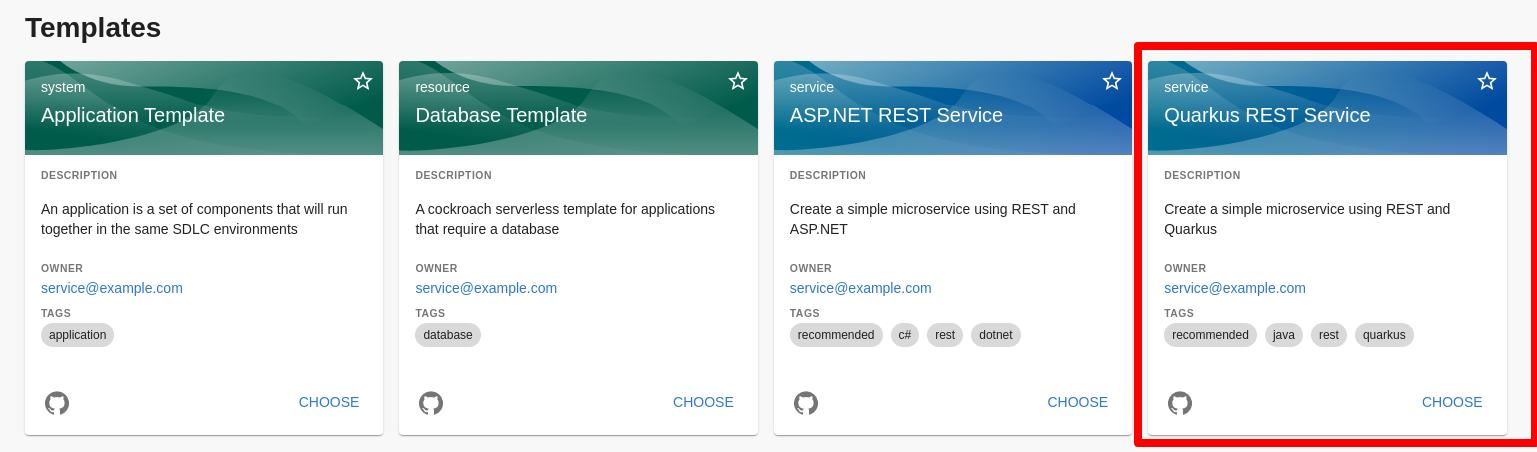 Templates
system
Application Template
DESCRIPTION
An application is a set of components that will run
together in the same SDLC environments
OWNER
service@example.com
TAGS
application
CHOOSE
resource
Database Template
DESCRIPTION
A cockroach serverless template for applications
that require a database
OWNER
service@example.com
TAGS
database
CHOOSE
service
ASP.NET REST Service
DESCRIPTION
Create a simple microservice using REST and
ASP.NET
OWNER
service@example.com
TAGS
recommended c# rest dotnet
CHOOSE
service
Quarkus REST Service
DESCRIPTION
Create a simple microservice using REST and
Quarkus
OWNER
service@example.com
TAGS
recommended java rest quarkus
CHOOSE